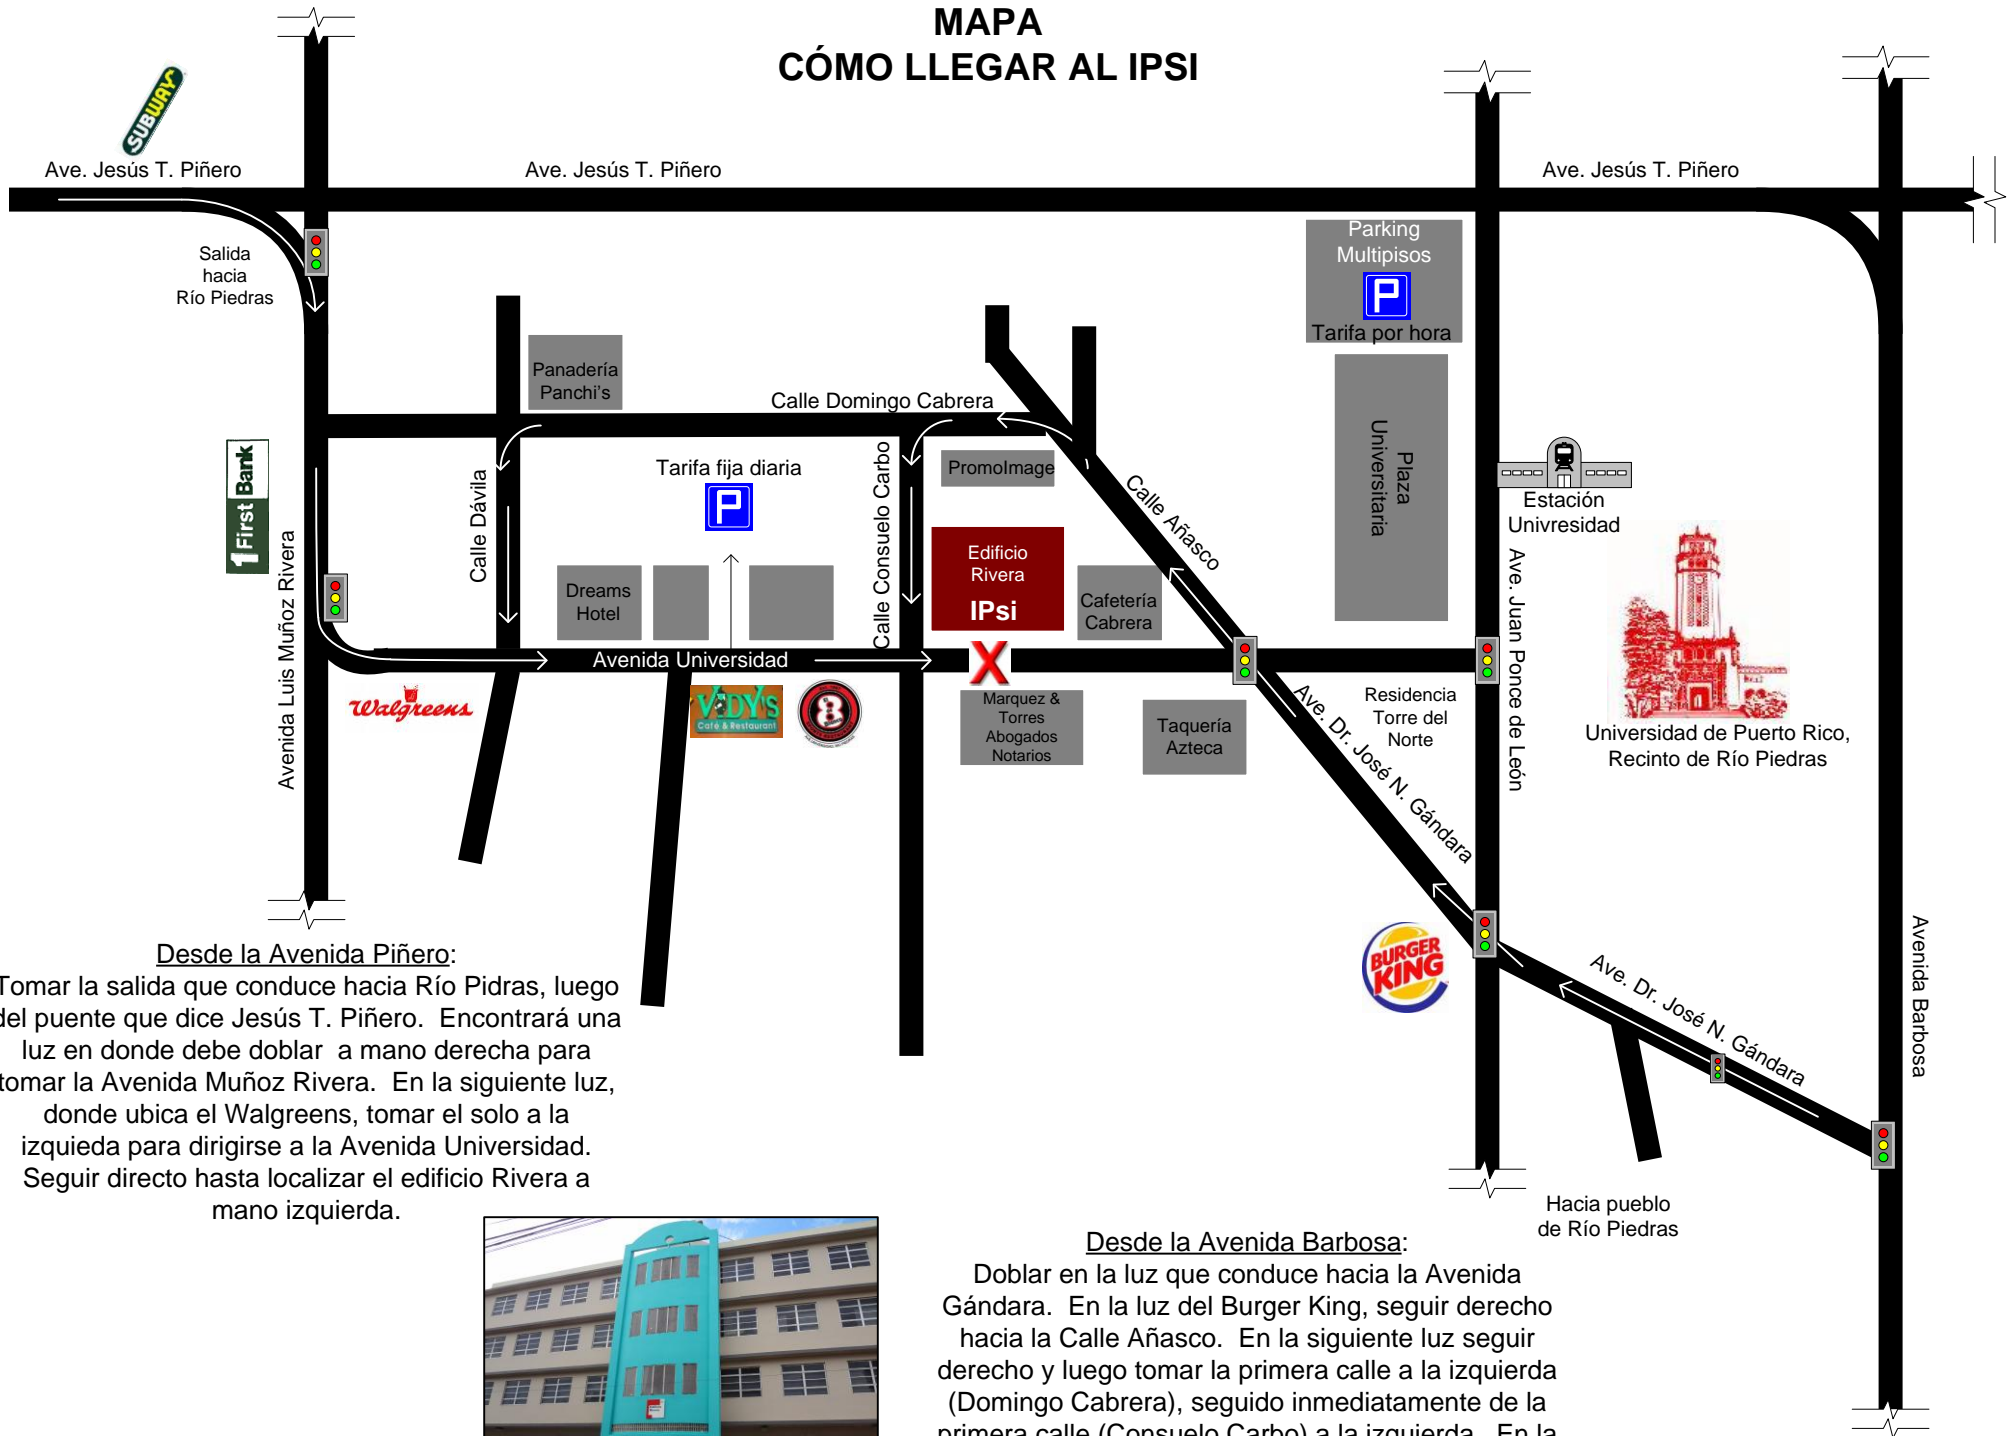 MAPA
CÓMO LLEGAR AL IPSI
SUBWAY
Ave. Jesús T. Piñero
Ave. Jesús T. Piñero
Ave. Jesús T. Piñero
Salida
hacia
Río Piedras
Parking
Multipisos
P
Tarifa por hora
Panadería
Panchi's
Calle Domingo Cabrera
1 First Bank
Avenida Luis Muñoz Rivera
Calle Dávila
Tarifa fija diaria
P
Calle Consuelo Carbo
PromoImage
Calle Añasco
Plaza
Universitaria
Estación
Univresidad
Ave. Juan Ponce de León
Dreams
Hotel
Edificio
Rivera
IPsi
Cafetería
Cabrera
Avenida Universidad
X
Walgreens
VIDY'S
Café & Restaurant
8
Marquez &
Torres
Abogados
Notarios
Taquería
Azteca
Ave. Dr. José N. Gándara
Residencia
Torre del
Norte
Universidad de Puerto Rico,
Recinto de Río Piedras
BURGER
KING
Ave. Dr. José N. Gándara
Avenida Barbosa
Hacia pueblo
de Río Piedras
Desde la Avenida Piñero:
Tomar la salida que conduce hacia Río Pidras, luego
del puente que dice Jesús T. Piñero.  Encontrará una
luz en donde debe doblar  a mano derecha para
tomar la Avenida Muñoz Rivera.  En la siguiente luz,
donde ubica el Walgreens, tomar el solo a la
izquieda para dirigirse a la Avenida Universidad.
Seguir directo hasta localizar el edificio Rivera a
mano izquierda.
Desde la Avenida Barbosa:
Doblar en la luz que conduce hacia la Avenida
Gándara.  En la luz del Burger King, seguir derecho
hacia la Calle Añasco.  En la siguiente luz seguir
derecho y luego tomar la primera calle a la izquierda
(Domingo Cabrera), seguido inmediatamente de la
primera calle (Consuelo Carbo) a la izquierda.  En la